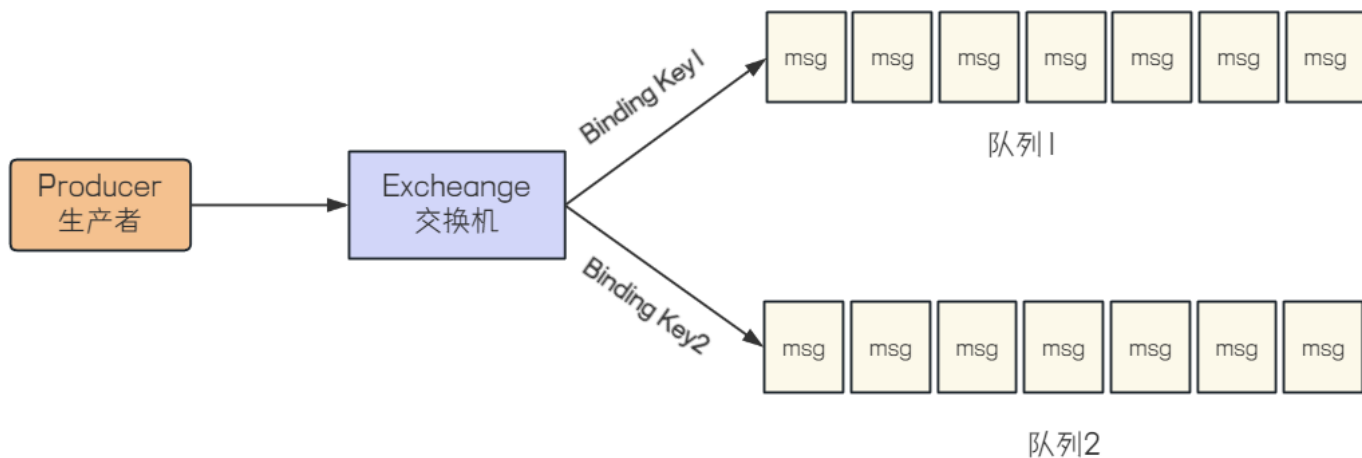 Binding Key1
msg msg msg msg msg msg msg
队列1
Producer
生产者
Excheange
交换机
Binding Key2
msg msg msg msg msg msg msg
队列2